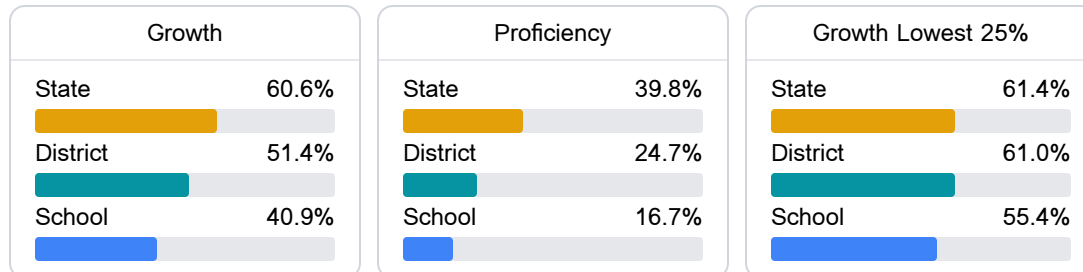 Growth
State 60.6%
District 51.4%
School 40.9%
Proficiency
State 39.8%
District 24.7%
School 16.7%
Growth Lowest 25%
State 61.4%
District 61.0%
School 55.4%